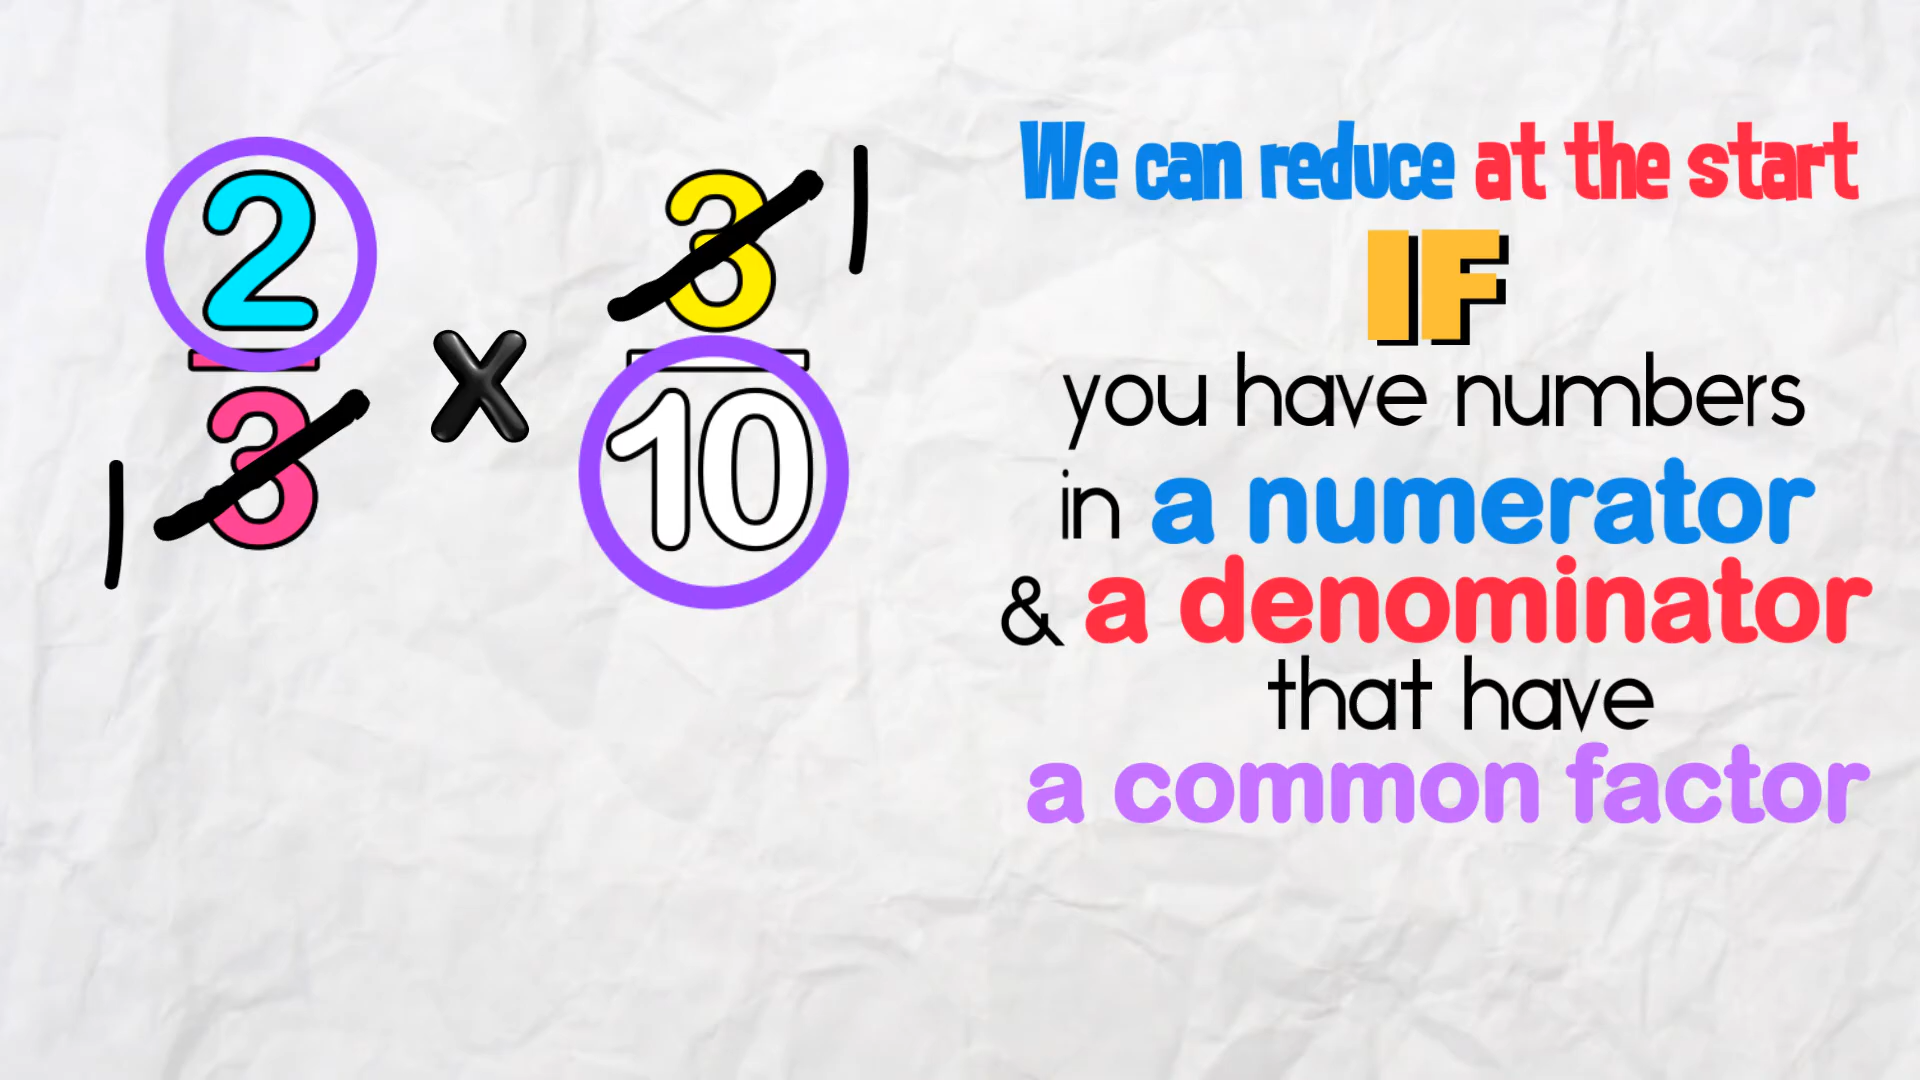 2 3 1
x
1 3 10
We can reduce at the start
IF
you have numbers
in a numerator
& a denominator
that have
a common factor